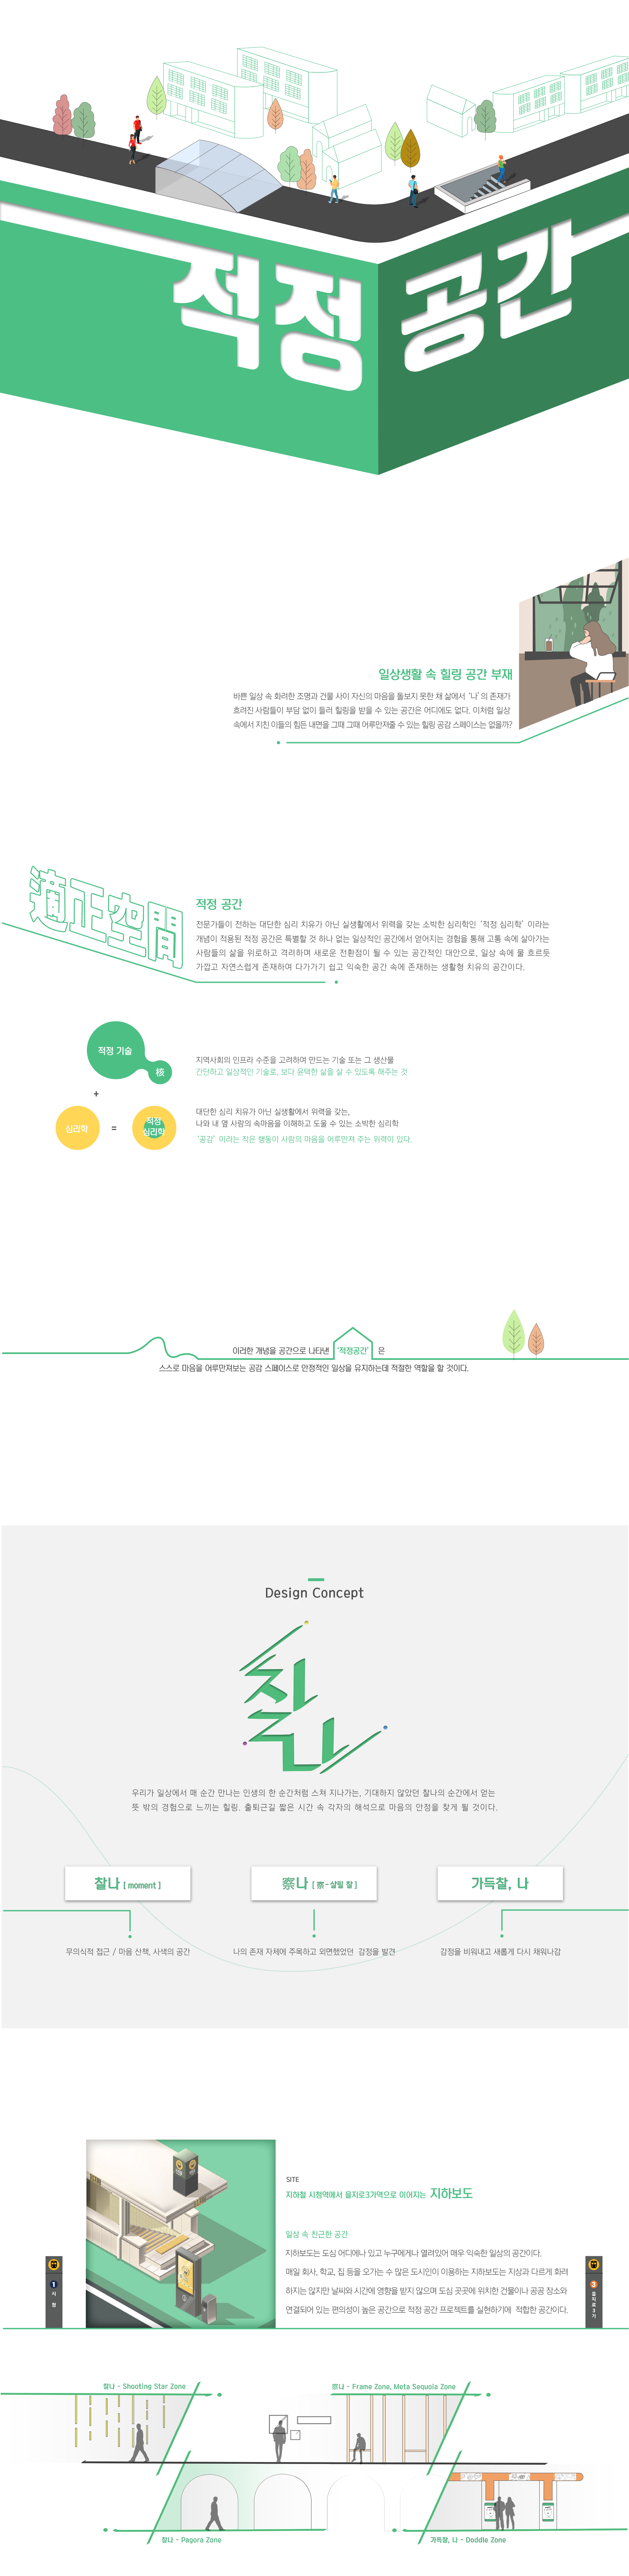 적정 공간
일상생활 속 힐링 공간 부재
바쁜 일상 속 화려한 조명과 건물 사이 자신의 마음을 돌보지 못한 채 삶에서 ‘나’ 의 존재가
흐려진 사람들이 부담 없이 들러 힐링을 받을 수 있는 공간은 어디에도 없다. 이처럼 일상
속에서 지친 이들의 힘든 내면을 그때 그때 어루만져줄 수 있는 힐링 공감 스페이스는 없을까?
適正空間
적정 공간
전문가들이 전하는 대단한 심리 치유가 아닌 실생활에서 위력을 갖는 소박한 심리학인 ‘적정 심리학’ 이라는
개념이 적용된 적정 공간은 특별할 것 하나 없는 일상적인 공간에서 얻어지는 경험을 통해 고통 속에 살아가는
사람들의 삶을 위로하고 격려하며 새로운 전환점이 될 수 있는 공간적인 대안으로, 일상 속에 물 흐르듯
가깝고 자연스럽게 존재하여 다가가기 쉽고 익숙한 공간 속에 존재하는 생활형 치유의 공간이다.
적정 기술
核
지역사회의 인프라 수준을 고려하여 만드는 기술 또는 그 생산물
간단하고 일상적인 기술로, 보다 윤택한 삶을 살 수 있도록 해주는 것
+
심리학
=
적정
심리학
대단한 심리 치유가 아닌 실생활에서 위력을 갖는,
나와 내 옆 사람의 속마음을 이해하고 도울 수 있는 소박한 심리학
‘공감’ 이라는 작은 행동이 사람의 마음을 어루만져 주는 위력이 있다.
이러한 개념을 공간으로 나타낸 ‘적정공간’ 은
스스로 마음을 어루만져보는 공감 스페이스로 안정적인 일상을 유지하는데 적절한 역할을 할 것이다.
Design Concept
찰나
우리가 일상에서 매 순간 만나는 인생의 한 순간처럼 스쳐 지나가는, 기대하지 않았던 찰나의 순간에서 얻는
뜻 밖의 경험으로 느끼는 힐링. 출퇴근길 짧은 시간 속 각자의 해석으로 마음의 안정을 찾게 될 것이다.
찰나 [ moment ]
察나 [ 察-살필 찰 ]
가득찰, 나
무의식적 접근 / 마음 산책, 사색의 공간
나의 존재 자체에 주목하고 외면했었던 감정을 발견
감정을 비워내고 새롭게 다시 채워나감
SITE
지하철 시청역에서 을지로3가역으로 이어지는 지하보도
일상 속 친근한 공간
지하보도는 도심 어디에나 있고 누구에게나 열려있어 매우 익숙한 일상의 공간이다.
매일 회사, 학교, 집 등을 오가는 수 많은 도시인이 이용하는 지하보도는 지상과 다르게 화려
하지는 않지만 날씨와 시간에 영향을 받지 않으며 도심 곳곳에 위치한 건물이나 공공 장소와
연결되어 있는 편의성이 높은 공간으로 적정 공간 프로젝트를 실현하기에 적합한 공간이다.
1
시청
3
을지로3가
찰나 - Shooting Star Zone
察나 - Frame Zone, Meta Sequoia Zone
찰나 - Pagora Zone
가득찰, 나 - Doddle Zone